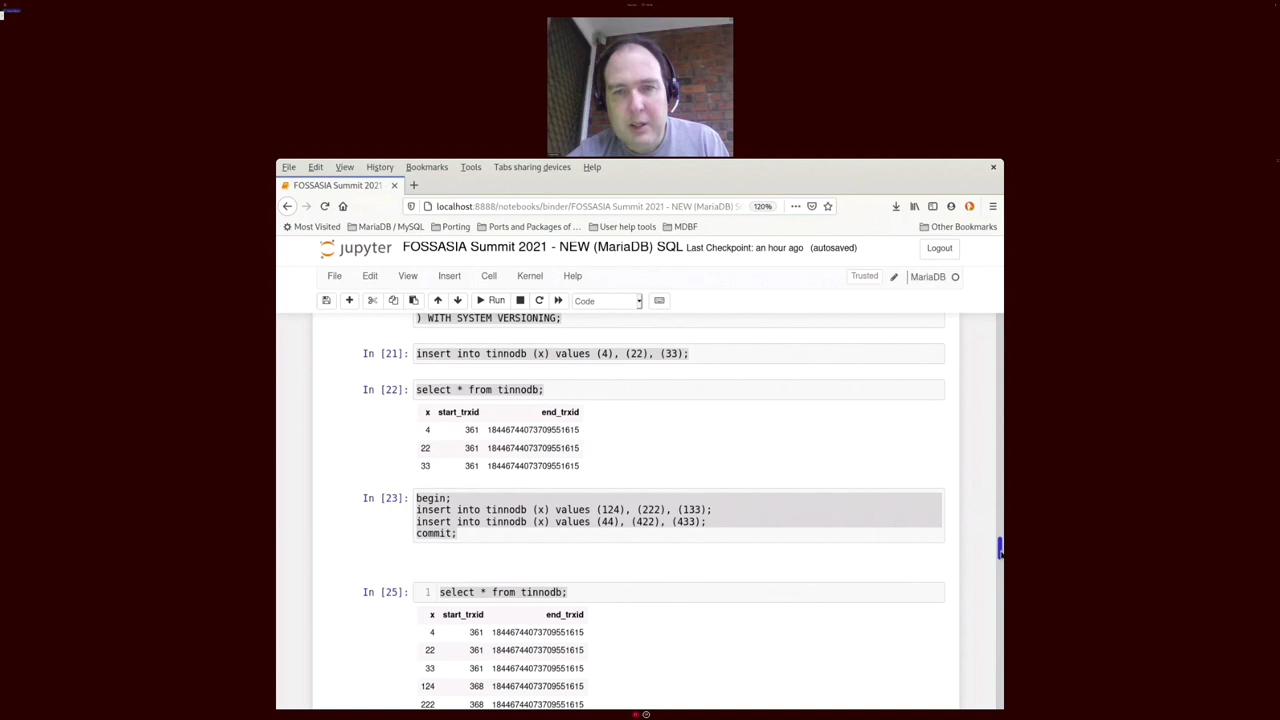 File Edit View History Bookmarks Tools Tabs sharing devices Help
FOSSASIA Summit 2021 -
localhost:8888/notebooks/binder/FOSSASIA Summit 2021 - NEW (MariaDB) S 120%
Most Visited MariaDB / MySQL Porting Ports and Packages of ... User help tools MDBF Other Bookmarks
jupyter FOSSASIA Summit 2021 - NEW (MariaDB) SQL Last Checkpoint: an hour ago (autosaved) Logout
File Edit View Insert Cell Kernel Help Trusted MariaDB
Run Code
) WITH SYSTEM VERSIONING;
In [21]: insert into tinnodb (x) values (4), (22), (33);
In [22]: select * from tinnodb;
x start_trxid end_trxid
4 361 18446744073709551615
22 361 18446744073709551615
33 361 18446744073709551615
In [23]: begin;
insert into tinnodb (x) values (124), (222), (133);
insert into tinnodb (x) values (44), (422), (433);
commit;
In [25]: 1 select * from tinnodb;
x start_trxid end_trxid
4 361 18446744073709551615
22 361 18446744073709551615
33 361 18446744073709551615
124 368 18446744073709551615
222 368 18446744073709551615